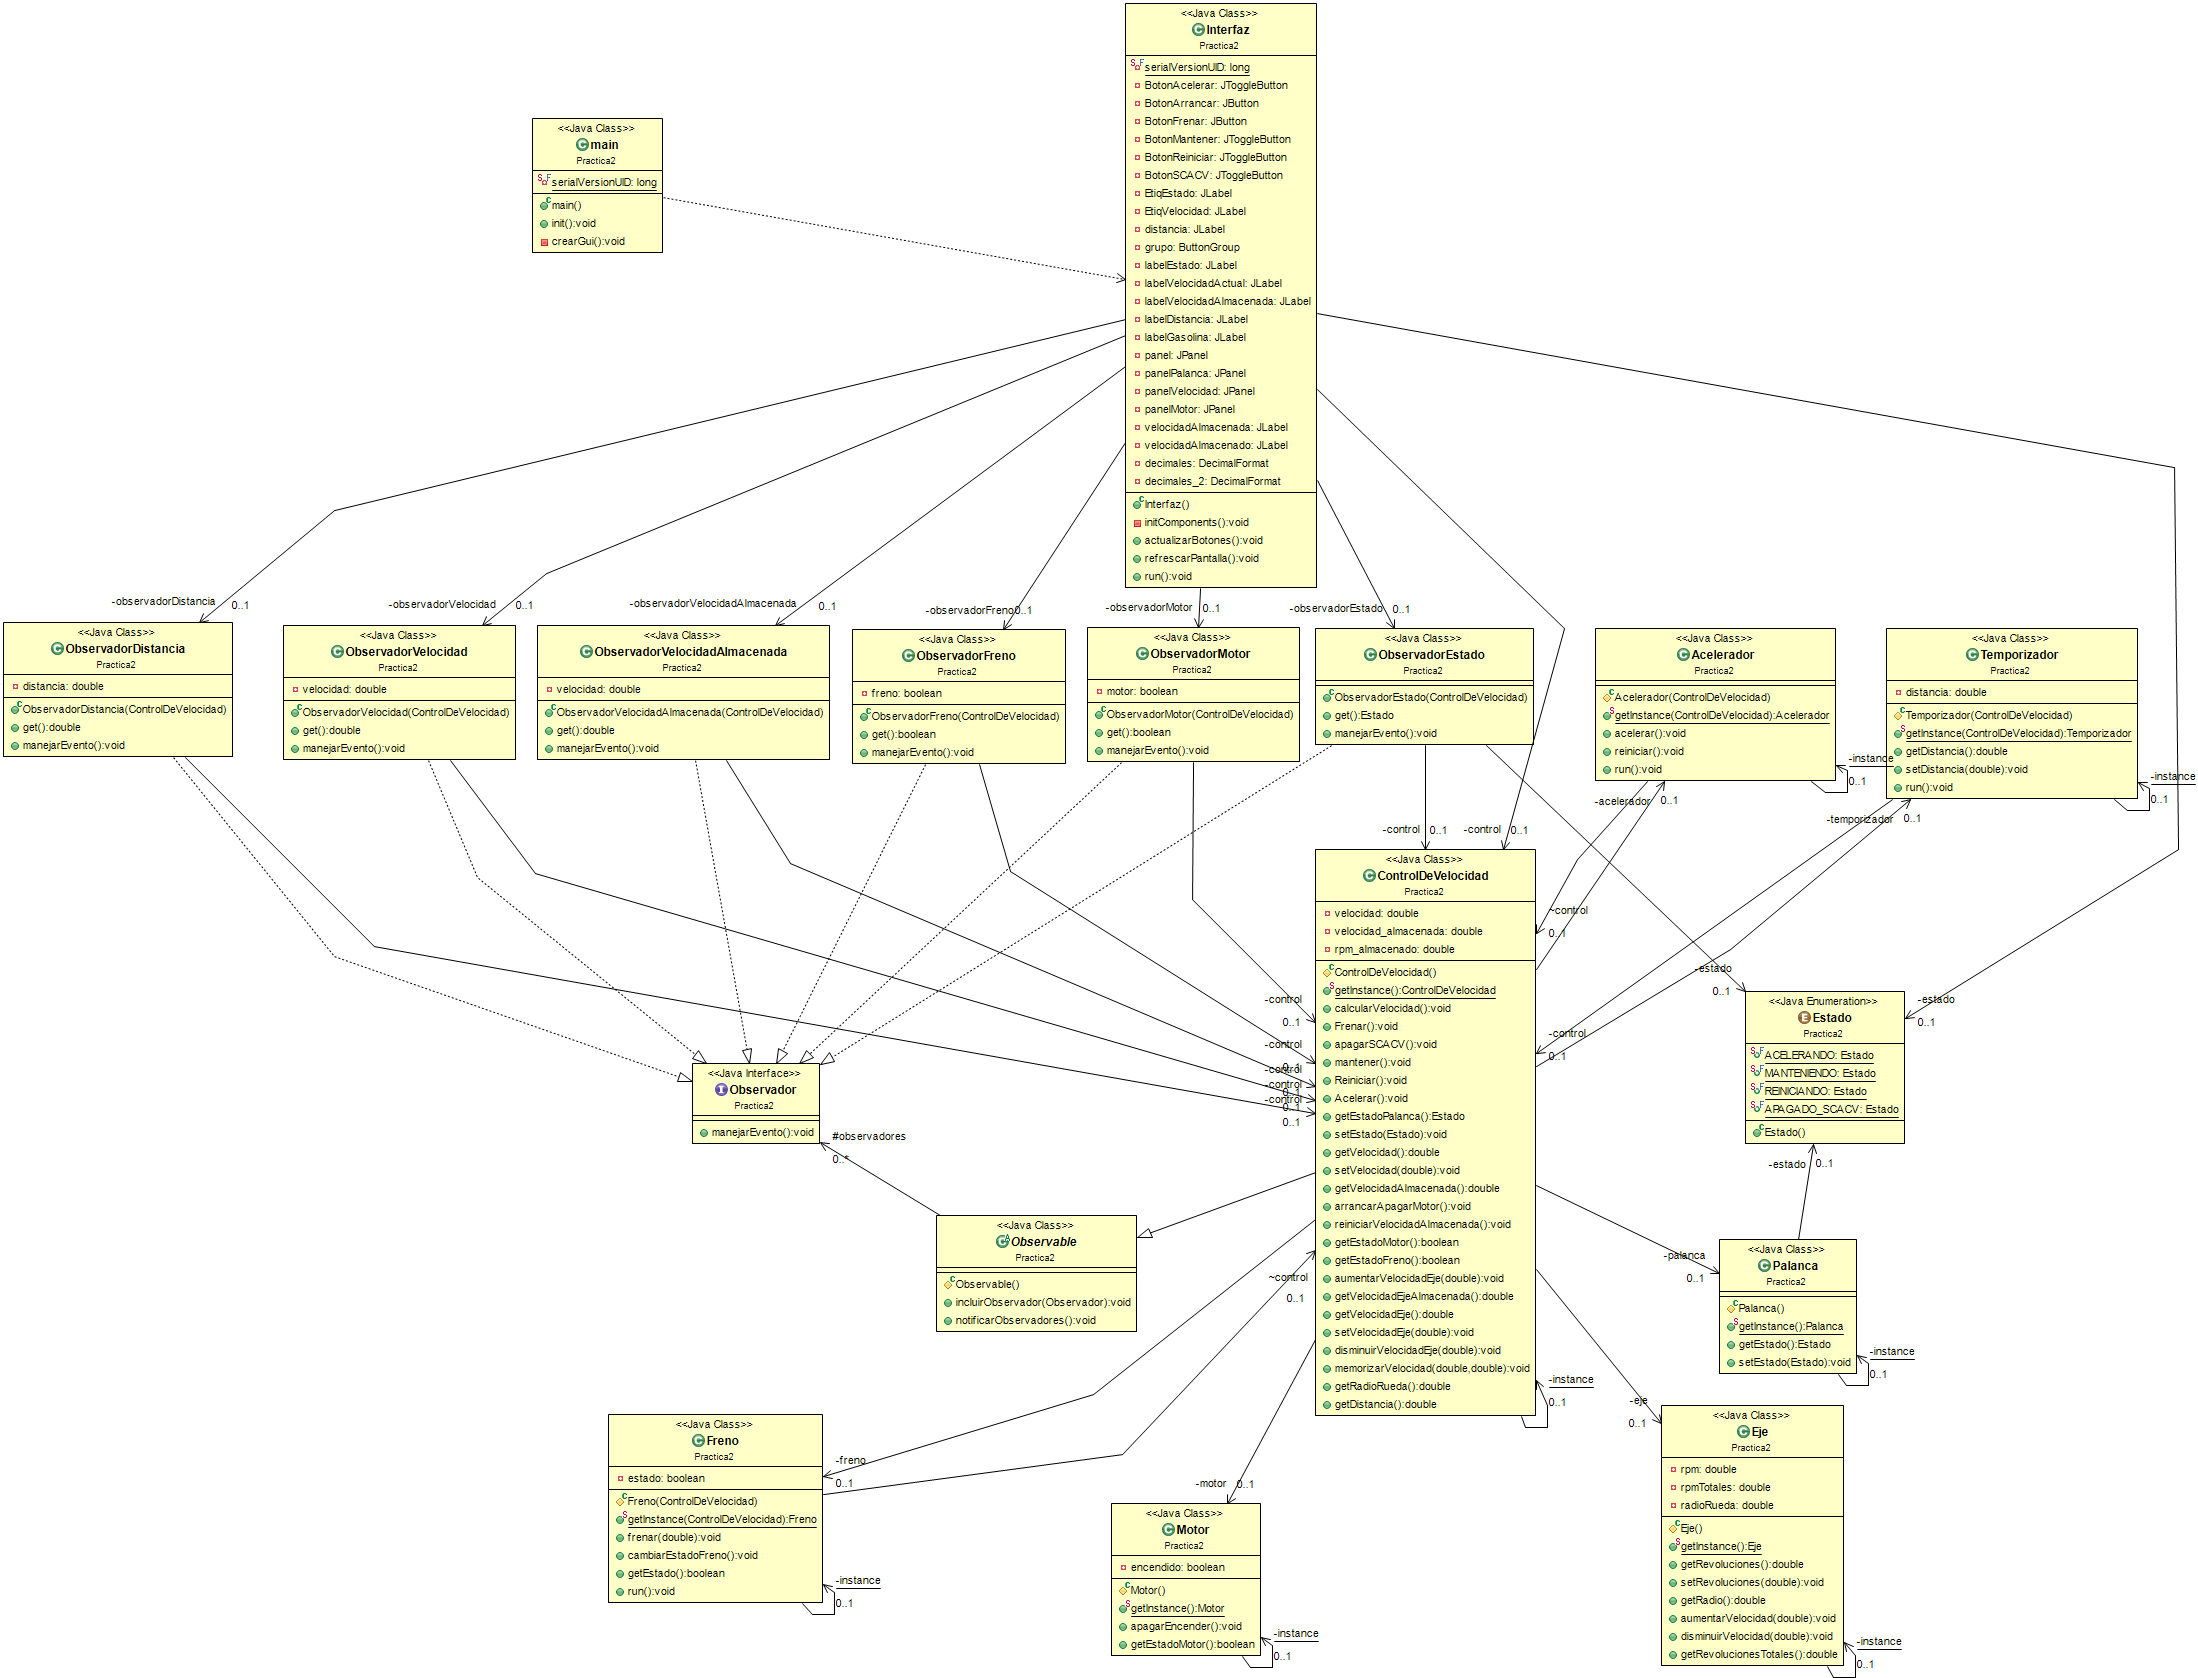 <<Java Class>>
Interfaz
Practica2
serialVersionUID: long
BotonAcelerar: JToggleButton
BotonArrancar: JButton
BotonFrenar: JButton
BotonMantener: JToggleButton
BotonReiniciar: JToggleButton
BotonSCACV: JToggleButton
EtiqEstado: JLabel
EtiqVelocidad: JLabel
distancia: JLabel
grupo: ButtonGroup
labelEstado: JLabel
labelVelocidadActual: JLabel
labelVelocidadAlmacenada: JLabel
labelDistancia: JLabel
labelGasolina: JLabel
panel: JPanel
panelPalanca: JPanel
panelVelocidad: JPanel
panelMotor: JPanel
velocidadAlmacenada: JLabel
velocidadAlmacenado: JLabel
decimales: DecimalFormat
decimales_2: DecimalFormat
Interfaz()
initComponents():void
actualizarBotones():void
refrescarPantalla():void
run():void
<<Java Class>>
main
Practica2
serialVersionUID: long
main()
init():void
crearGui():void
-observadorDistancia
0..1
-observadorVelocidad
0..1
-observadorVelocidadAlmacenada
0..1
-observadorFreno
0..1
-observadorMotor
0..1
-observadorEstado
0..1
<<Java Class>>
ObservadorDistancia
Practica2
distancia: double
ObservadorDistancia(ControlDeVelocidad)
get():double
manejarEvento():void
<<Java Class>>
ObservadorVelocidad
Practica2
velocidad: double
ObservadorVelocidad(ControlDeVelocidad)
get():double
manejarEvento():void
<<Java Class>>
ObservadorVelocidadAlmacenada
Practica2
velocidad: double
ObservadorVelocidadAlmacenada(ControlDeVelocidad)
get():double
manejarEvento():void
<<Java Class>>
ObservadorFreno
Practica2
freno: boolean
ObservadorFreno(ControlDeVelocidad)
get():boolean
manejarEvento():void
<<Java Class>>
ObservadorMotor
Practica2
motor: boolean
ObservadorMotor(ControlDeVelocidad)
get():boolean
manejarEvento():void
<<Java Class>>
ObservadorEstado
Practica2
ObservadorEstado(ControlDeVelocidad)
get():Estado
manejarEvento():void
<<Java Class>>
Acelerador
Practica2
Acelerador(ControlDeVelocidad)
getInstance(ControlDeVelocidad):Acelerador
acelerar():void
reiniciar():void
run():void
-instance
0..1
<<Java Class>>
Temporizador
Practica2
distancia: double
Temporizador(ControlDeVelocidad)
getInstance(ControlDeVelocidad):Temporizador
getDistancia():double
setDistancia(double):void
run():void
-instance
0..1
-acelerador
0..1
-temporizador
0..1
-control
0..1
-control
0..1
<<Java Class>>
ControlDeVelocidad
Practica2
velocidad: double
velocidad_almacenada: double
rpm_almacenado: double
ControlDeVelocidad()
getInstance():ControlDeVelocidad
calcularVelocidad():void
Frenar():void
apagarSCACV():void
mantener():void
Reiniciar():void
Acelerar():void
getEstadoPalanca():Estado
setEstado(Estado):void
getVelocidad():double
setVelocidad(double):void
getVelocidadAlmacenada():double
arrancarApagarMotor():void
reiniciarVelocidadAlmacenada():void
getEstadoMotor():boolean
getEstadoFreno():boolean
aumentarVelocidadEje(double):void
getVelocidadEjeAlmacenada():double
getVelocidadEje():double
setVelocidadEje(double):void
disminuirVelocidadEje(double):void
memorizarVelocidad(double,double):void
getRadioRueda():double
getDistancia():double
-instance
0..1
~control
0..1
-control
0..1
-control
0..1
-control
0..1
-control
0..1
-control
0..1
~control
0..1
-estado
0..1
-estado
0..1
<<Java Enumeration>>
Estado
Practica2
ACELERANDO: Estado
MANTENIENDO: Estado
REINICIANDO: Estado
APAGADO_SCACV: Estado
Estado()
-estado
0..1
<<Java Interface>>
Observador
Practica2
manejarEvento():void
#observadores
0..*
<<Java Class>>
Observable
Practica2
Observable()
incluirObservador(Observador):void
notificarObservadores():void
-palanca
0..1
<<Java Class>>
Palanca
Practica2
Palanca()
getInstance():Palanca
getEstado():Estado
setEstado(Estado):void
-instance
0..1
-eje
0..1
<<Java Class>>
Eje
Practica2
rpm: double
rpmTotales: double
radioRueda: double
Eje()
getInstance():Eje
getRevoluciones():double
setRevoluciones(double):void
getRadio():double
aumentarVelocidad(double):void
disminuirVelocidad(double):void
getRevolucionesTotales():double
-instance
0..1
<<Java Class>>
Freno
Practica2
estado: boolean
Freno(ControlDeVelocidad)
getInstance(ControlDeVelocidad):Freno
frenar(double):void
cambiarEstadoFreno():void
getEstado():boolean
run():void
-freno
0..1
-instance
0..1
-motor
0..1
<<Java Class>>
Motor
Practica2
encendido: boolean
Motor()
getInstance():Motor
apagarEncender():void
getEstadoMotor():boolean
-instance
0..1